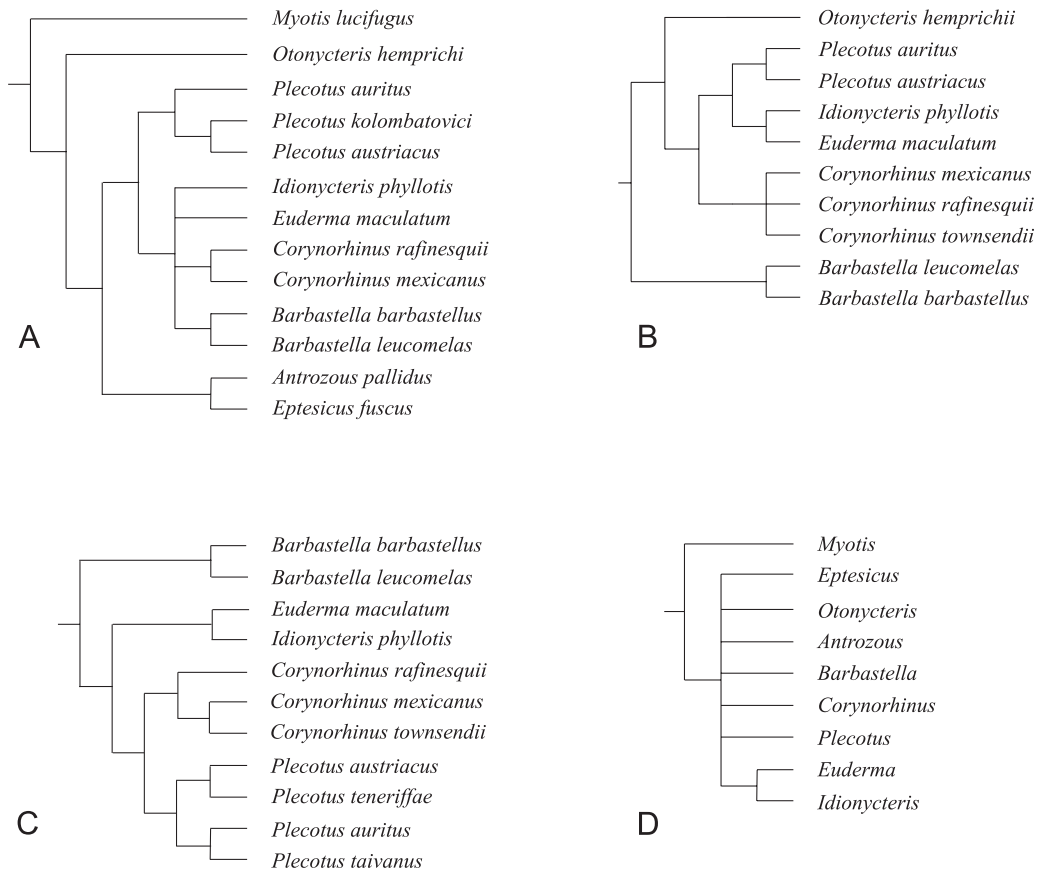 Myotis lucifugus
Otonycteris hemprichi
Plecotus auritus
Plecotus kolombatovici
Plecotus austriacus
Idionycteris phyllotis
Euderma maculatum
Corynorhinus rafinesquii
Corynorhinus mexicanus
Barbastella barbastellus
Barbastella leucomelas
Antrozous pallidus
Eptesicus fuscus
A
Otonycteris hemprichii
Plecotus auritus
Plecotus austriacus
Idionycteris phyllotis
Euderma maculatum
Corynorhinus mexicanus
Corynorhinus rafinesquii
Corynorhinus townsendii
Barbastella leucomelas
Barbastella barbastellus
B
Barbastella barbastellus
Barbastella leucomelas
Euderma maculatum
Idionycteris phyllotis
Corynorhinus rafinesquii
Corynorhinus mexicanus
Corynorhinus townsendii
Plecotus austriacus
Plecotus teneriffae
Plecotus auritus
Plecotus taivanus
C
Myotis
Eptesicus
Otonycteris
Antrozous
Barbastella
Corynorhinus
Plecotus
Euderma
Idionycteris
D